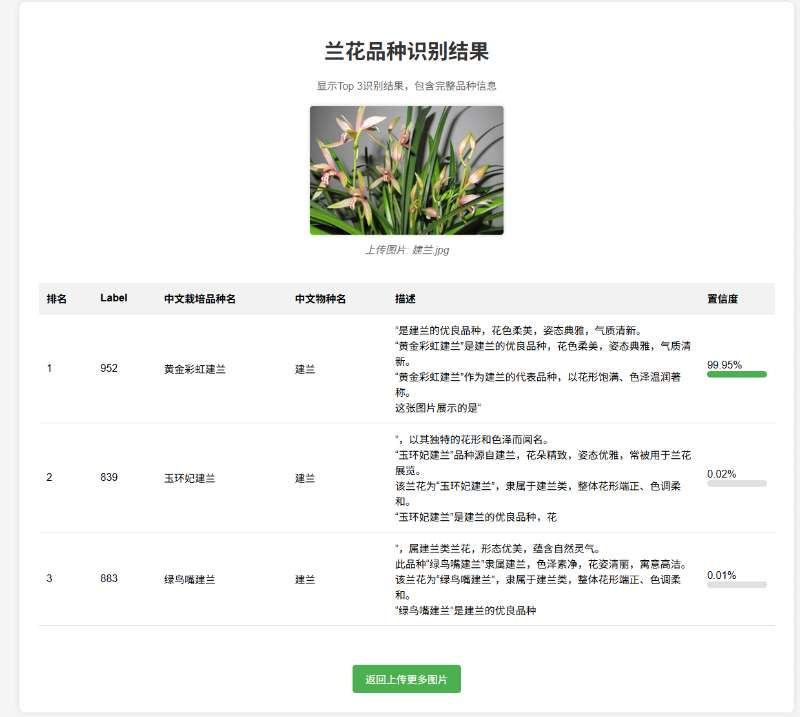 兰花品种识别结果
显示Top 3识别结果，包含完整品种信息
上传图片: 建兰.jpg
排名 Label 中文栽培品种名 中文物种名 描述 置信度
1 952 黄金彩虹建兰 建兰 99.95%
“是建兰的优良品种，花色柔美，姿态典雅，气质清新。
“黄金彩虹建兰”是建兰的优良品种，花色柔美，姿态典雅，气质清
新。
“黄金彩虹建兰”作为建兰的代表品种，以花形饱满、色泽温润著
称。
这张图片展示的是“
2 839 玉环妃建兰 建兰 0.02%
”，以其独特的花形和色泽而闻名。
“玉环妃建兰”品种源自建兰，花朵精致，姿态优雅，常被用于兰花
展览。
该兰花为“玉环妃建兰”，隶属于建兰类，整体花形端正、色调柔
和。
“玉环妃建兰”是建兰的优良品种，花
3 883 绿鸟嘴建兰 建兰 0.01%
”，属建兰类兰花，形态优美，蕴含自然灵气。
此品种“绿鸟嘴建兰”隶属建兰，色泽素净，花姿清丽，寓意高洁。
该兰花为“绿鸟嘴建兰”，隶属于建兰类，整体花形端正、色调柔
和。
“绿鸟嘴建兰”是建兰的优良品种
返回上传更多图片